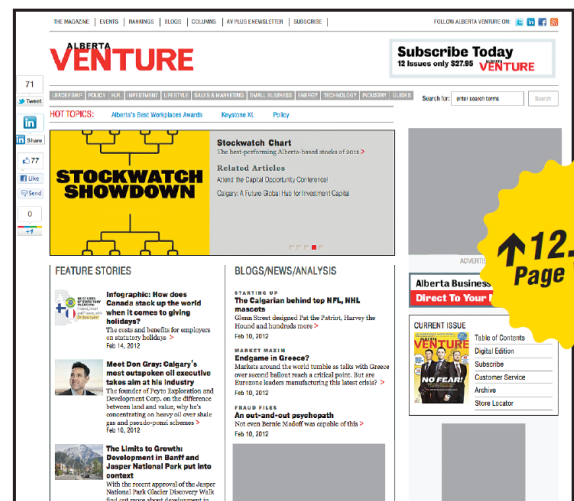 THE MAGAZINE | EVENTS | RANKINGS | BLOGS | COLUMNS | AV PLUS ENEWSLETTER | SUBSCRIBE |
FOLLOW ALBERTA VENTURE ON:
ALBERTA
VENTURE
Subscribe Today
12 Issues only $27.95 ALBERTA VENTURE
LEADERSHIP POLICY H.R. INVESTMENT LIFESTYLE SALES & MARKETING SMALL BUSINESS ENERGY TECHNOLOGY INDUSTRY GUIDES
Search for: enter search terms Search
HOT TOPICS: Alberta's Best Workplaces Awards Keystone XL Policy
71
Tweet
in
in Share
77
Like
Send
0
+1
STOCKWATCH
SHOWDOWN
Stockwatch Chart
The best-performing Alberta-based stocks of 2011 >
Related Articles
Attend the Capital Opportunity Conference!
Calgary: A Future Global Hub for Investment Capital
FEATURE STORIES
Infographic: How does
Canada stack up the world
when it comes to giving
holidays?
The costs and benefits for employers
on statutory holidays >
Feb 14, 2012
Meet Don Gray: Calgary's
most outspoken oil executive
takes aim at his industry
The founder of Peyto Exploration and
Development Corp. on the difference
between land and value, why he's
concentrating on heavy oil over shale
gas and pseudo-ponzi schemes >
Feb 10, 2012
The Limits to Growth:
Development in Banff and
Jasper National Park put into
context
With the recent approval of the Jasper
National Park Glacier Discovery Walk
find out more about development in
BLOGS/NEWS/ANALYSIS
STARTING UP
The Calgarian behind top NFL, NHL
mascots
Glenn Street designed Pat the Patriot, Harvey the
Hound and hundreds more >
Feb 10, 2012
MARKET MAXIM
Endgame in Greece?
Markets around the world tumble as talks with Greece
over second bailout reach a critical point. But are
Eurozone leaders manufacturing this latest crisis? >
Feb 10, 2012
FRAUD FILES
An out-and-out psychopath
Not even Bernie Madoff was capable of this >
Feb 10, 2012
12.
Page
Alberta Business
Direct To Your
CURRENT ISSUE
VENTURE
NO FEAR!
Table of Contents
Digital Edition
Subscribe
Customer Service
Archive
Store Locator